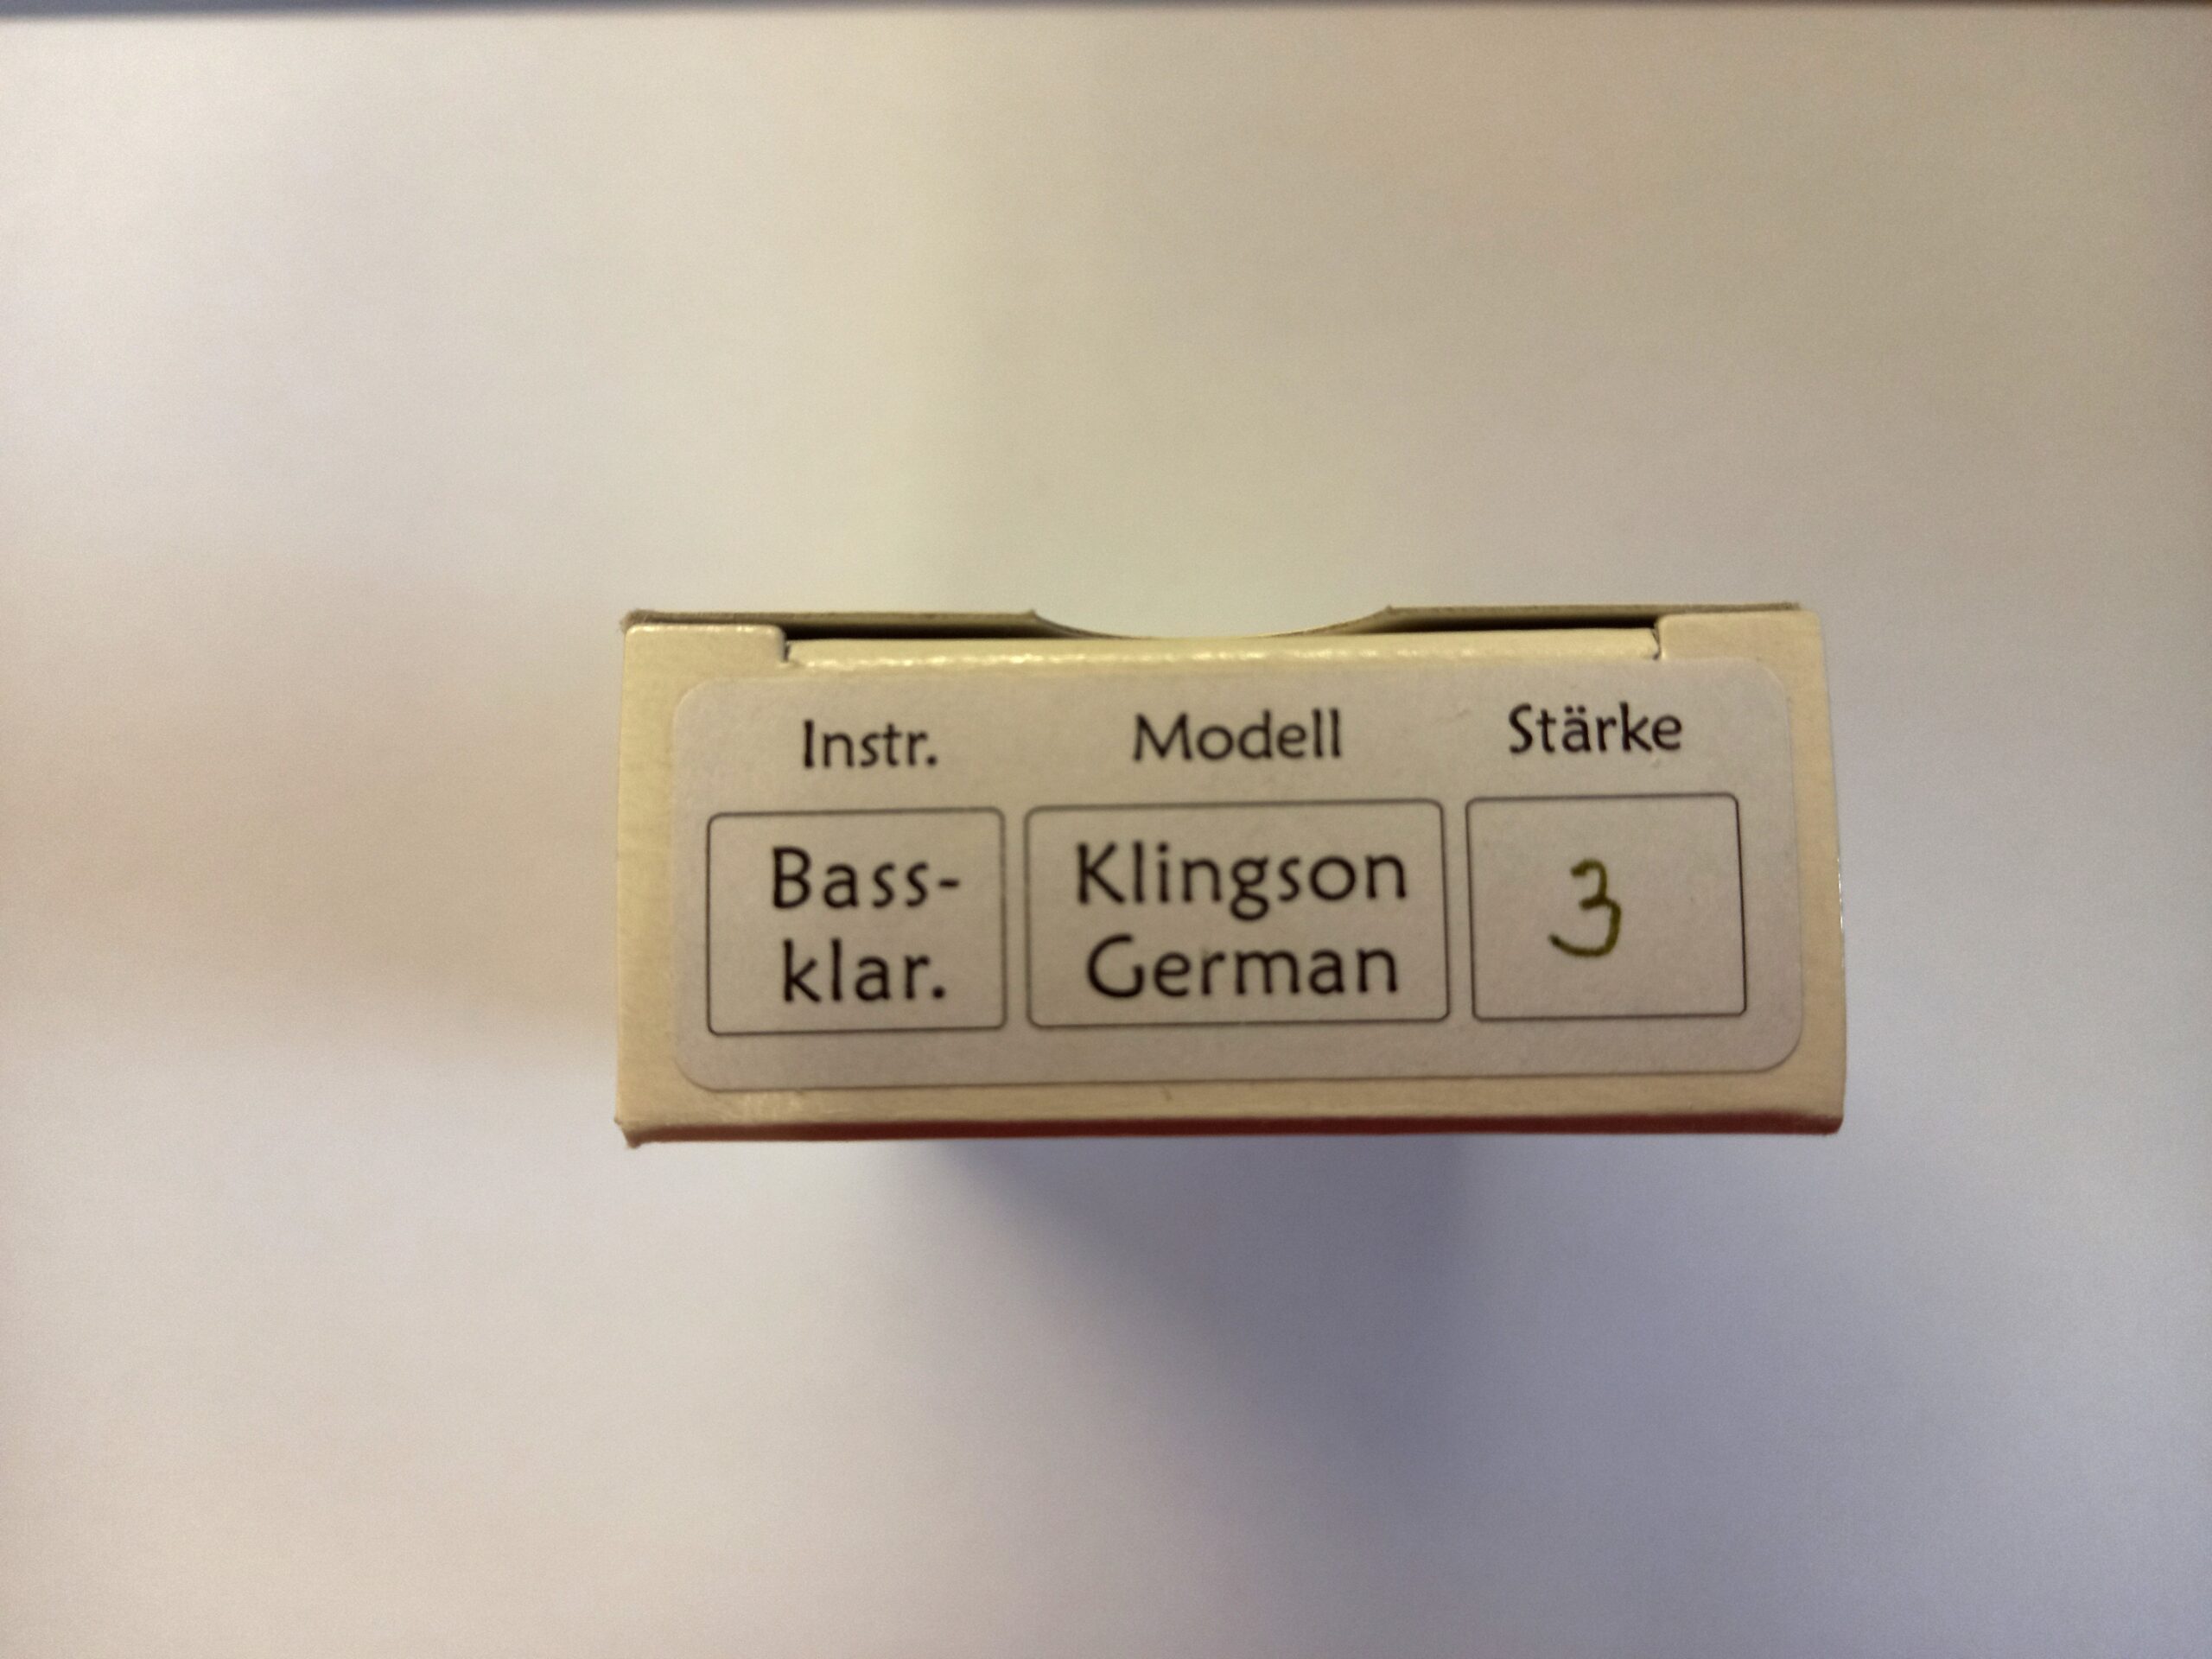 Instr. Modell Stärke
Bass- Klingson 3
klar. German